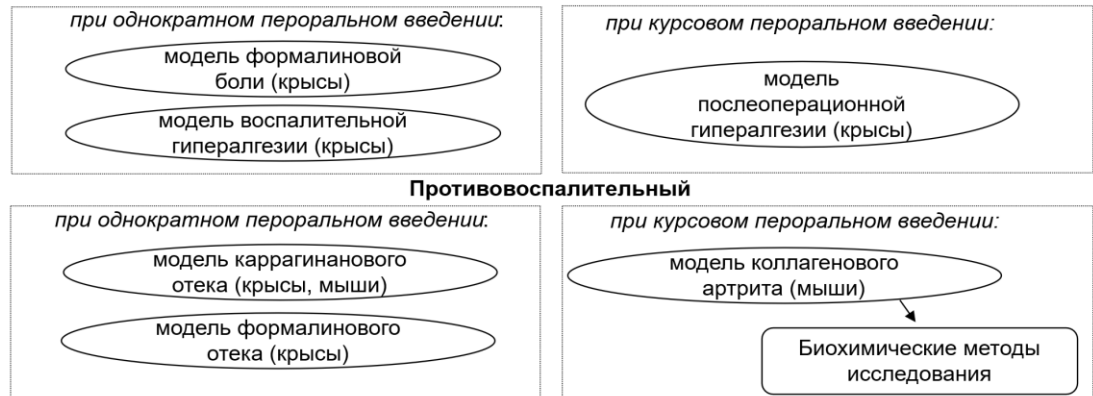 при однократном пероральном введении:
модель формалиновой
боли (крысы)
модель воспалительной
гипералгезии (крысы)
при курсовом пероральном введении:
модель
послеоперационной
гипералгезии (крысы)
Противовоспалительный
при однократном пероральном введении:
модель каррагинанового
отека (крысы, мыши)
модель формалинового
отека (крысы)
при курсовом пероральном введении:
модель коллагенового
артрита (мыши)
Биохимические методы
исследования